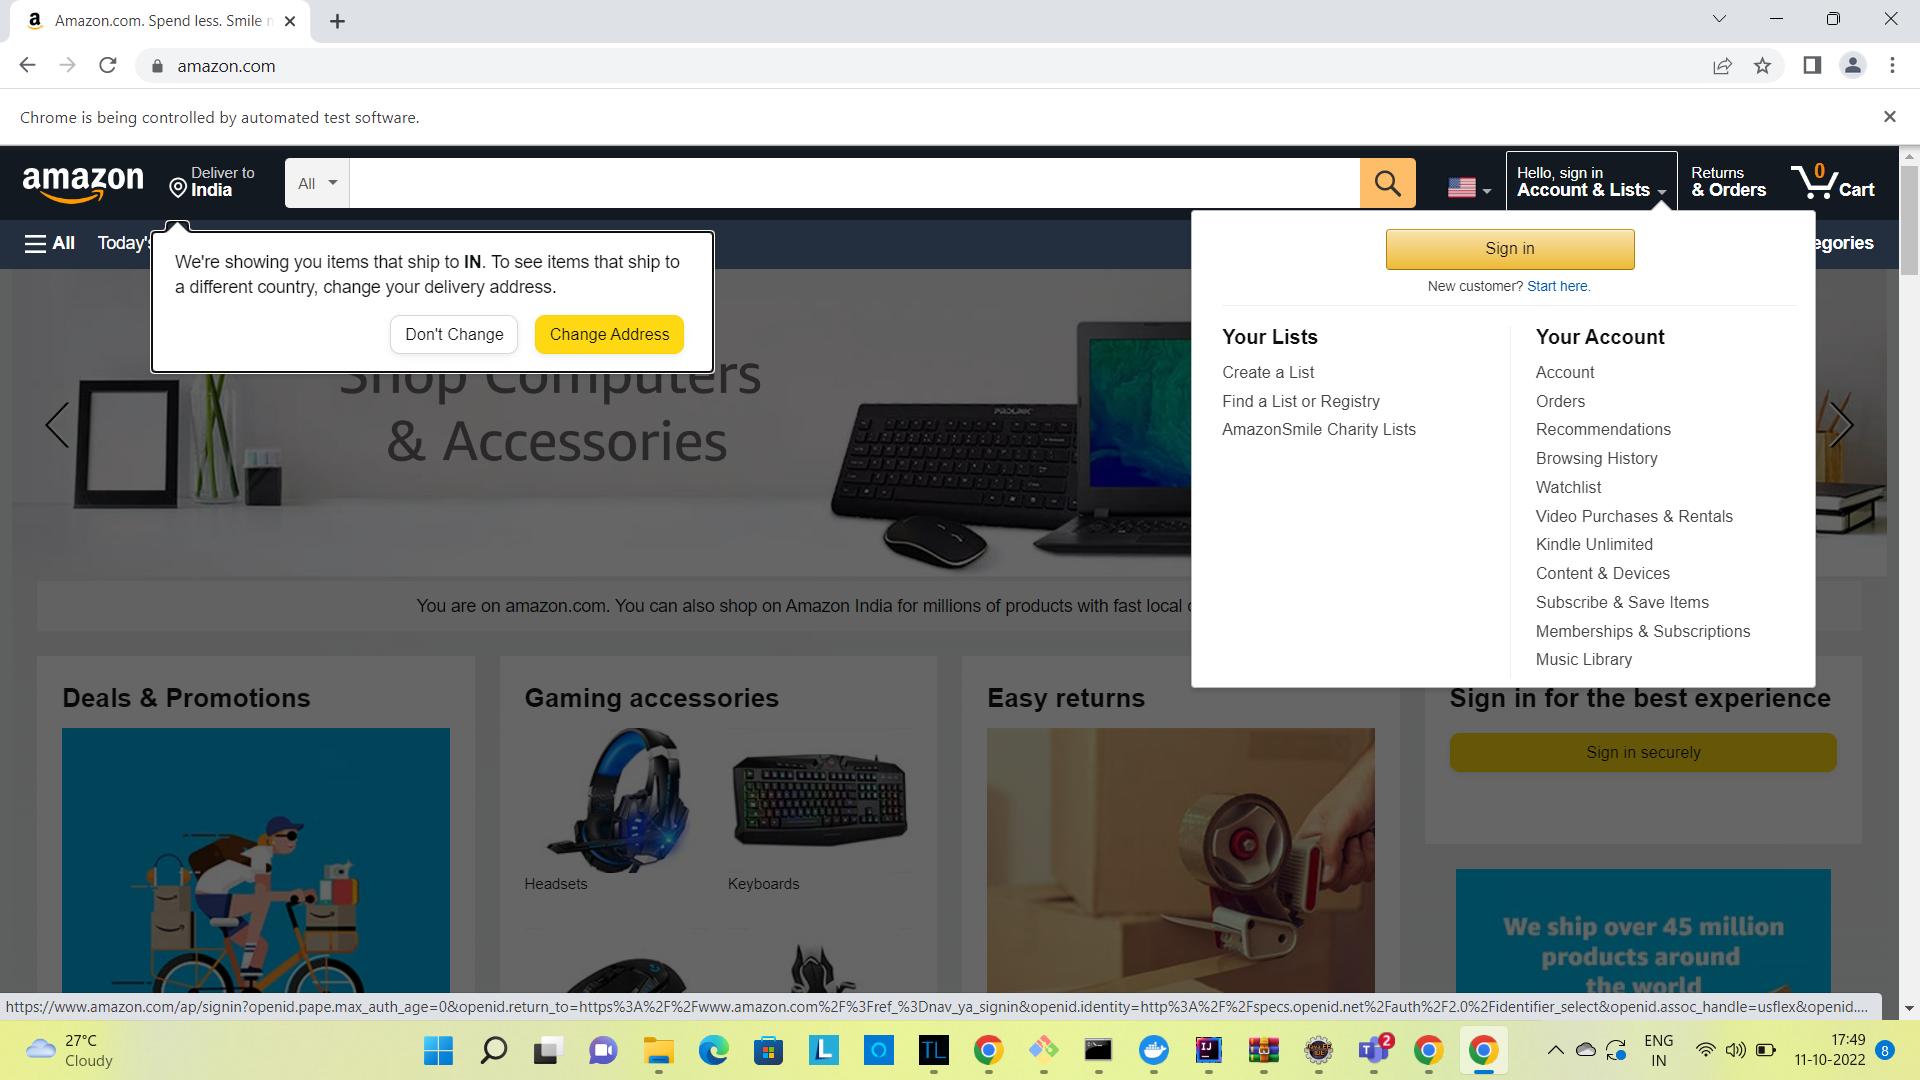 Amazon.com. Spend less. Smile
amazon.com
Chrome is being controlled by automated test software.
amazon
Deliver to
India
All
Hello, sign in
Account & Lists
Returns
& Orders
0
Cart
All
Today's
egories
We're showing you items that ship to IN. To see items that ship to
a different country, change your delivery address.
Don't Change
Change Address
Sign in
New customer? Start here.
Your Lists
Create a List
Find a List or Registry
AmazonSmile Charity Lists
Your Account
Account
Orders
Recommendations
Browsing History
Watchlist
Video Purchases & Rentals
Kindle Unlimited
Content & Devices
Subscribe & Save Items
Memberships & Subscriptions
Music Library
Shop Computers
& Accessories
PROLINK
You are on amazon.com. You can also shop on Amazon India for millions of products with fast local
Deals & Promotions
Gaming accessories
Headsets
Keyboards
Easy returns
Sign in for the best experience
Sign in securely
We ship over 45 million
products around
the world
https://www.amazon.com/ap/signin?openid.pape.max_auth_age=0&openid.return_to=https%3A%2F%2Fwww.amazon.com%2F%3Fref_%3Dnav_ya_signin&openid.identity=http%3A%2F%2Fspecs.openid.net%2Fauth%2F2.0%2Fidentifier_select&openid.assoc_handle=usflex&openid....
27°C
Cloudy
L
TL
IJ
2
ENG
IN
17:49
11-10-2022
8